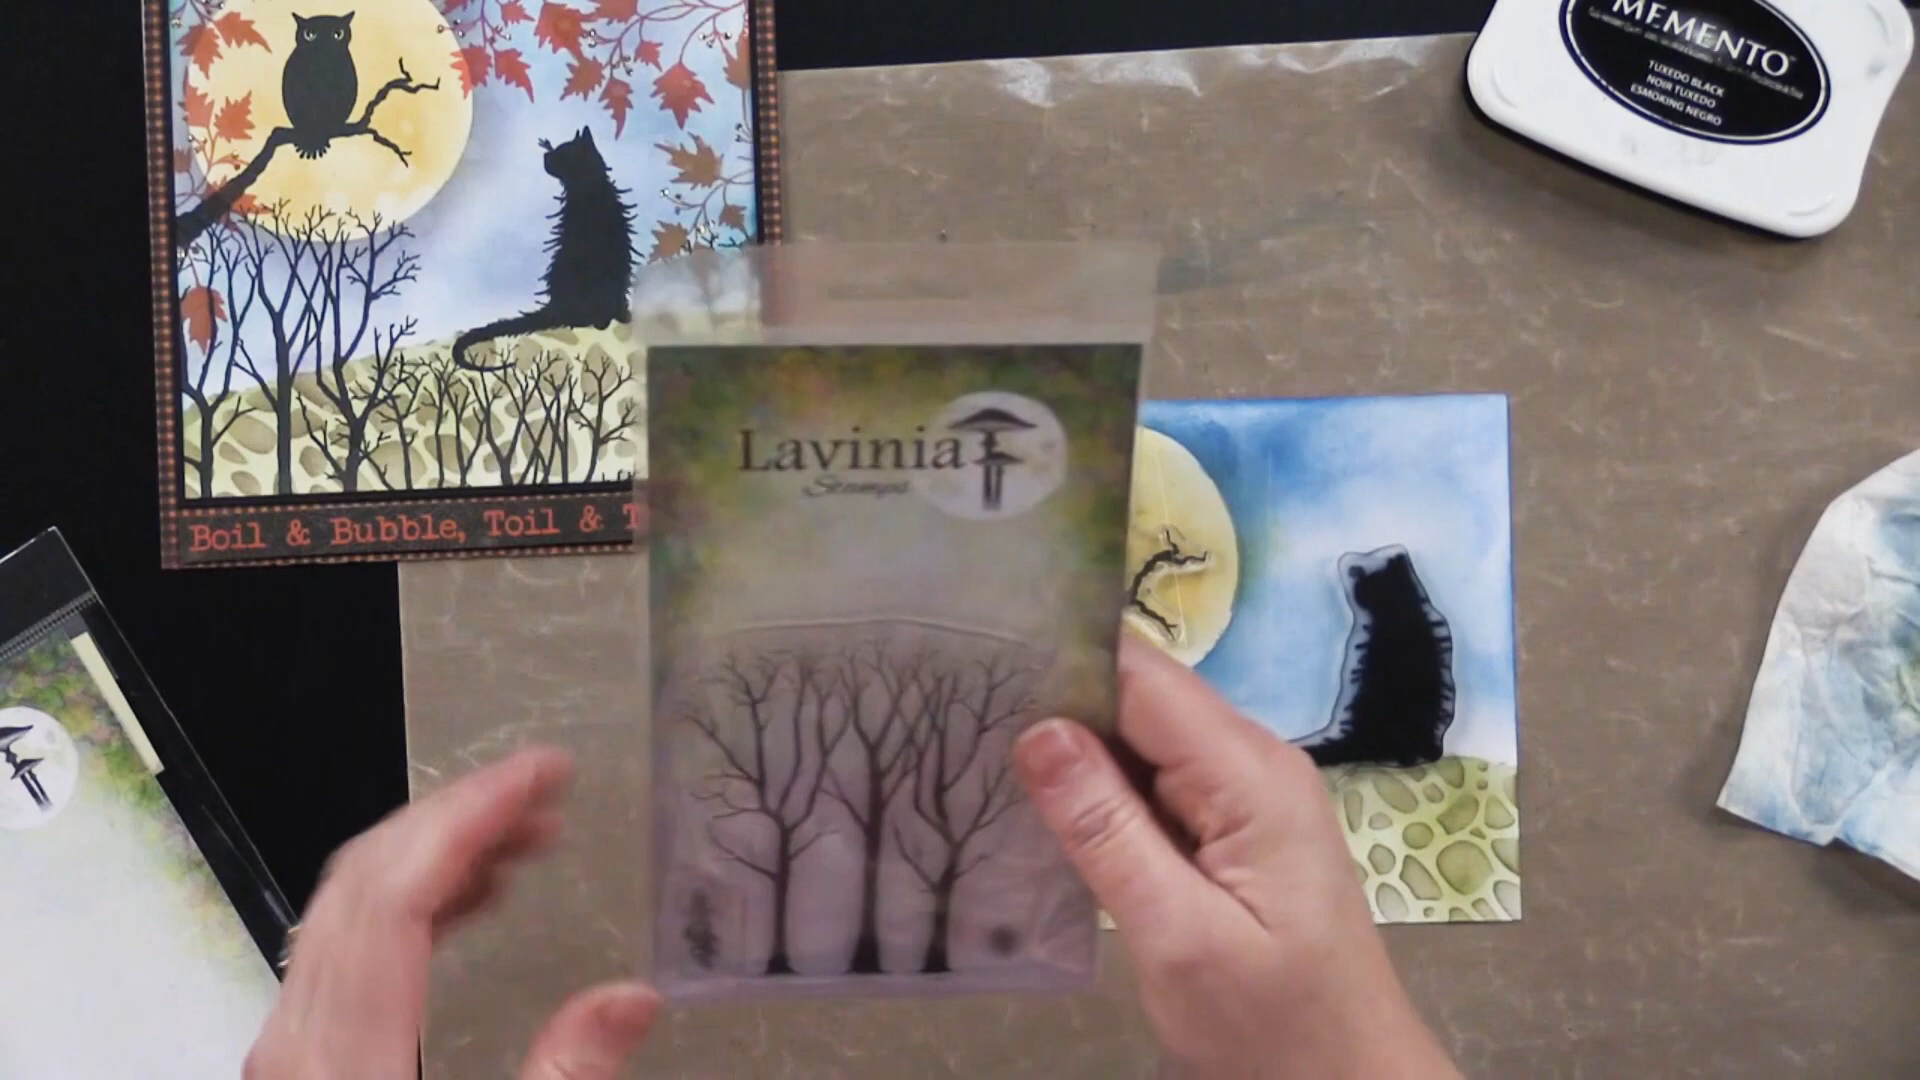 MEMENTO
TUXEDO BLACK
NOIR TUXEDO
ESMOKING NEGRO
Lavinia
Stamps
Boil & Bubble, Toil & T